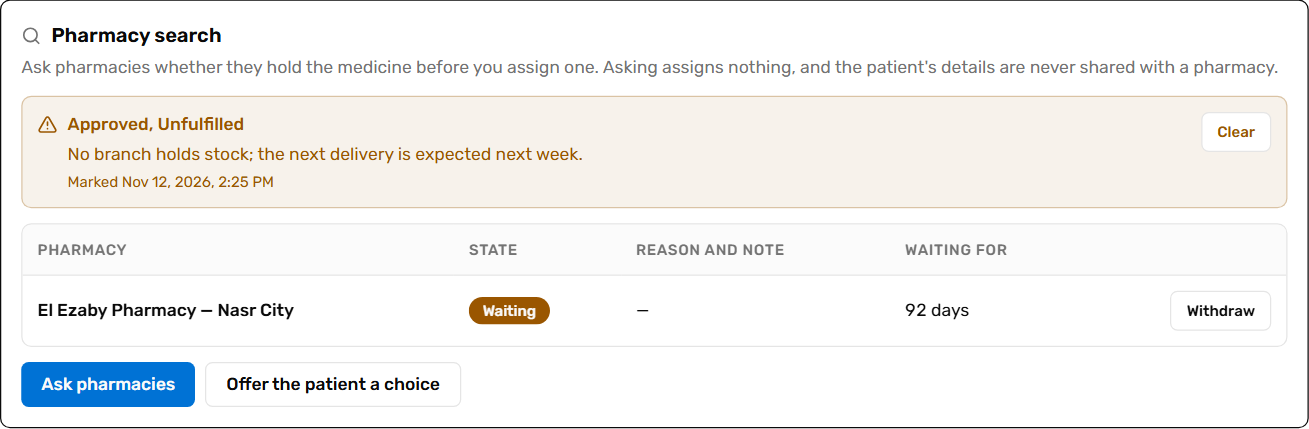 Pharmacy search
Ask pharmacies whether they hold the medicine before you assign one. Asking assigns nothing, and the patient's details are never shared with a pharmacy.
Approved, Unfulfilled
Clear
No branch holds stock; the next delivery is expected next week.
Marked Nov 12, 2026, 2:25 PM
PHARMACY STATE REASON AND NOTE WAITING FOR
El Ezaby Pharmacy — Nasr City Waiting — 92 days Withdraw
Ask pharmacies Offer the patient a choice